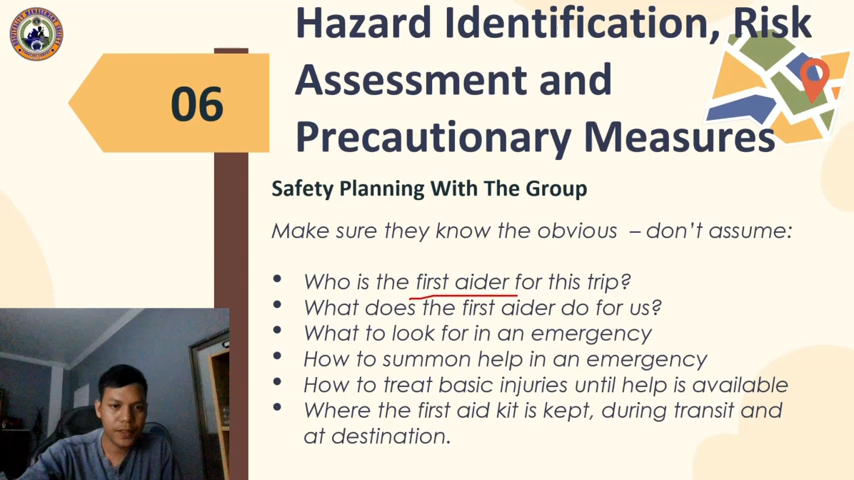 Hazard Identification, Risk
Assessment and
Precautionary Measures
06
Safety Planning With The Group
Make sure they know the obvious – don't assume:
• Who is the first aider for this trip?
• What does the first aider do for us?
• What to look for in an emergency
• How to summon help in an emergency
• How to treat basic injuries until help is available
• Where the first aid kit is kept, during transit and
at destination.